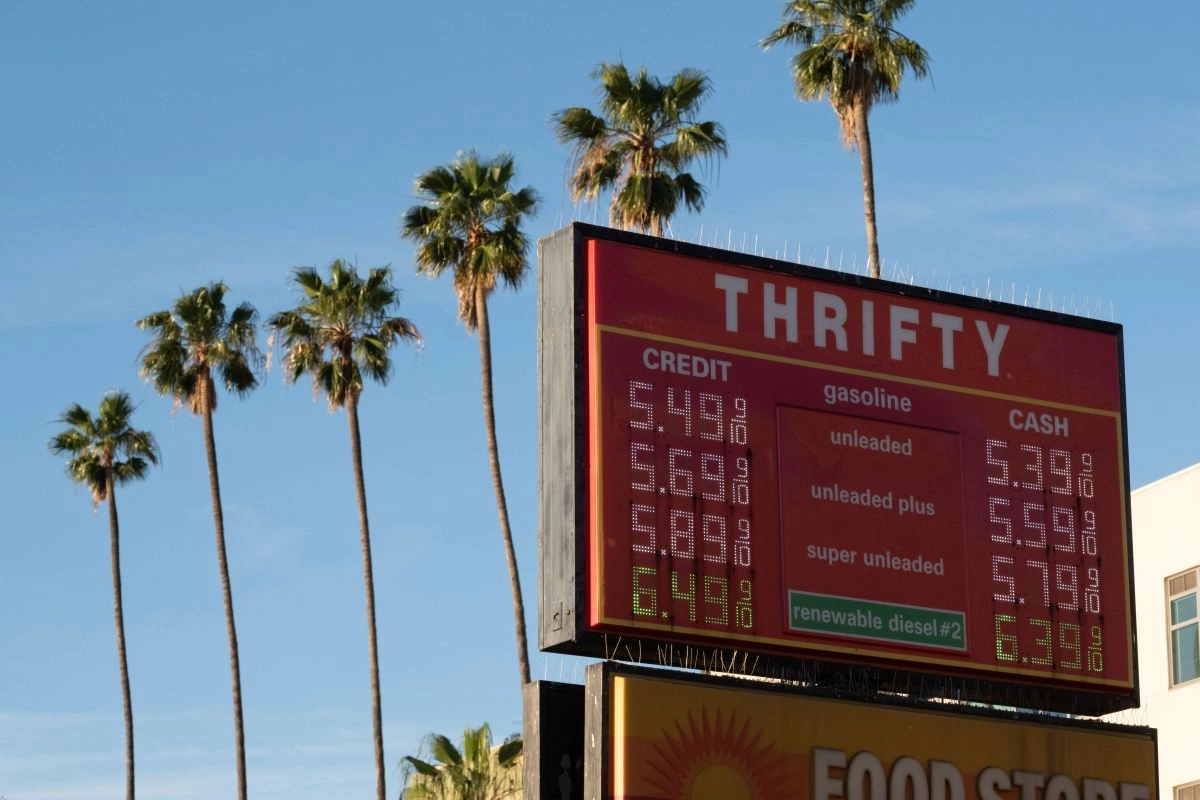 THRIFTY
CREDIT gasoline CASH
5.49 9/10 unleaded 5.39 9/10
5.69 9/10 unleaded plus 5.59 9/10
5.89 9/10 super unleaded 5.79 9/10
6.49 9/10 renewable diesel #2 6.39 9/10
FOOD STORE